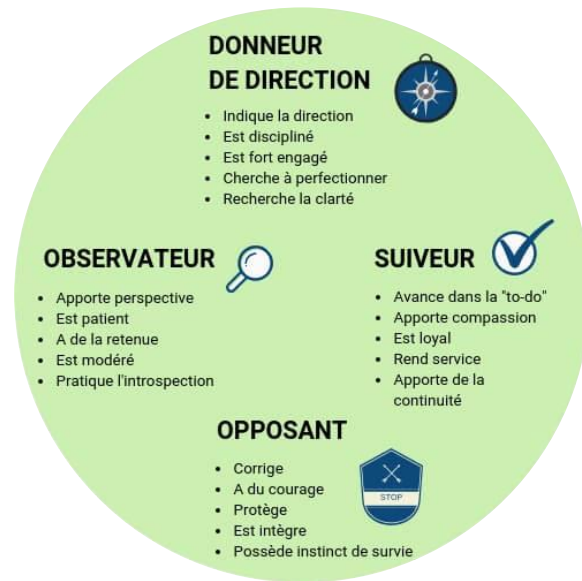 DONNEUR
DE DIRECTION
• Indique la direction
• Est discipliné
• Est fort engagé
• Cherche à perfectionner
• Recherche la clarté
OBSERVATEUR
• Apporte perspective
• Est patient
• A de la retenue
• Est modéré
• Pratique l'introspection
SUIVEUR
• Avance dans la "to-do"
• Apporte compassion
• Est loyal
• Rend service
• Apporte de la
continuité
OPPOSANT
• Corrige
• A du courage
• Protège
• Est intègre
• Possède instinct de survie
STOP